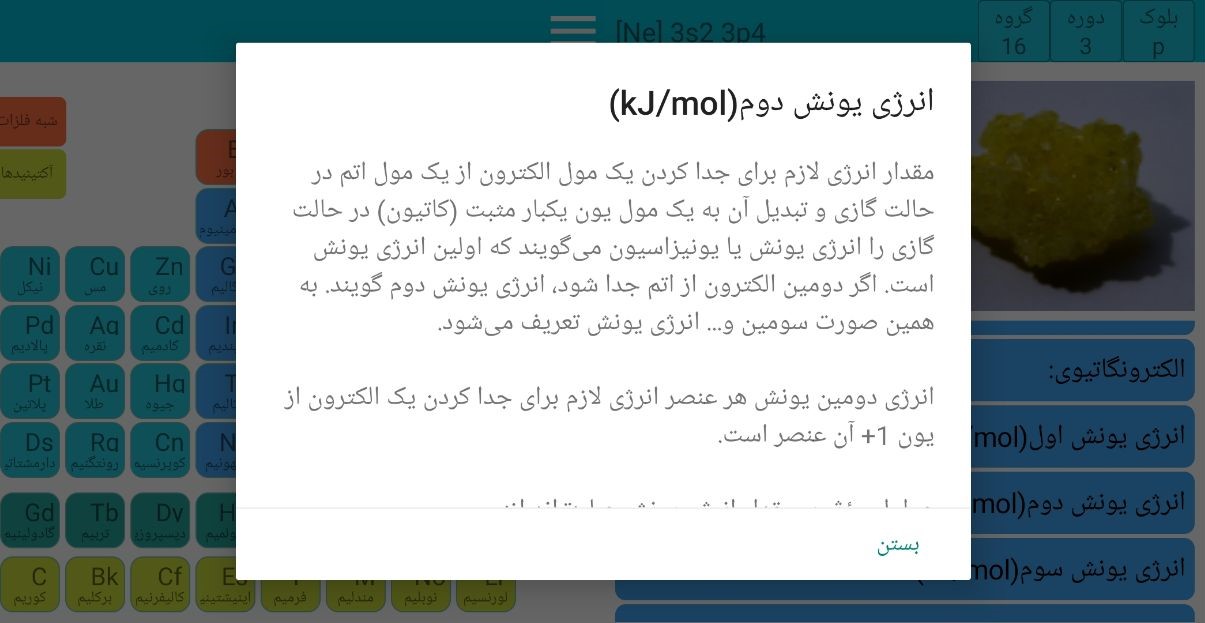 [Ne] 3s2 3p4
بلوک
p
دوره
3
گروه
16
انرژی یونش دوم(kJ/mol)
مقدار انرژی لازم برای جدا کردن یک مول الکترون از یک مول اتم در
حالت گازی و تبدیل آن به یک مول یون یکبار مثبت (کاتیون) در حالت
گازی را انرژی یونش یا یونیزاسیون می‌گویند که اولین انرژی یونش
است. اگر دومین الکترون از اتم جدا شود، انرژی یونش دوم گویند. به
همین صورت سومین و... انرژی یونش تعریف می‌شود.
انرژی دومین یونش هر عنصر انرژی لازم برای جدا کردن یک الکترون از
یون 1+ آن عنصر است.
بستن
الکترونگاتیوی:
انرژی یونش اول(mol/
انرژی یونش دوم(mol
انرژی یونش سوم(mol
شبه فلزات
آکتینیدها
بور
Ni
نیکل
Cu
مس
Zn
روی
Pd
پالادیم
Ag
نقره
Cd
کادمیم
Pt
پلاتین
Au
طلا
Hg
جیوه
Ds
دارمشتاتی
Rg
رونتگنیم
Cn
کوپرنسیم
Gd
گادولینیم
Tb
تربیم
Dy
دیسپروزی
C
کوریم
Bk
برکلیم
Cf
کالیفرنیم
Es
اینیشتینی
فرمیم
مندلیم
نوبلیم
لورنسیم